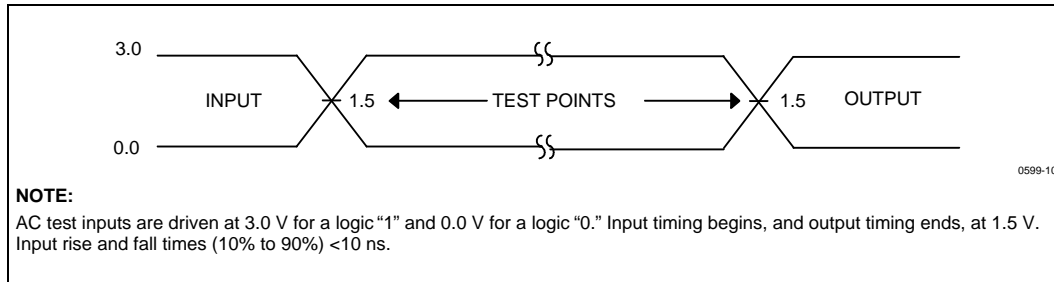 3.0
INPUT 1.5 TEST POINTS 1.5 OUTPUT
0.0
0599-10
NOTE:
AC test inputs are driven at 3.0 V for a logic “1” and 0.0 V for a logic “0.” Input timing begins, and output timing ends, at 1.5 V.
Input rise and fall times (10% to 90%) <10 ns.